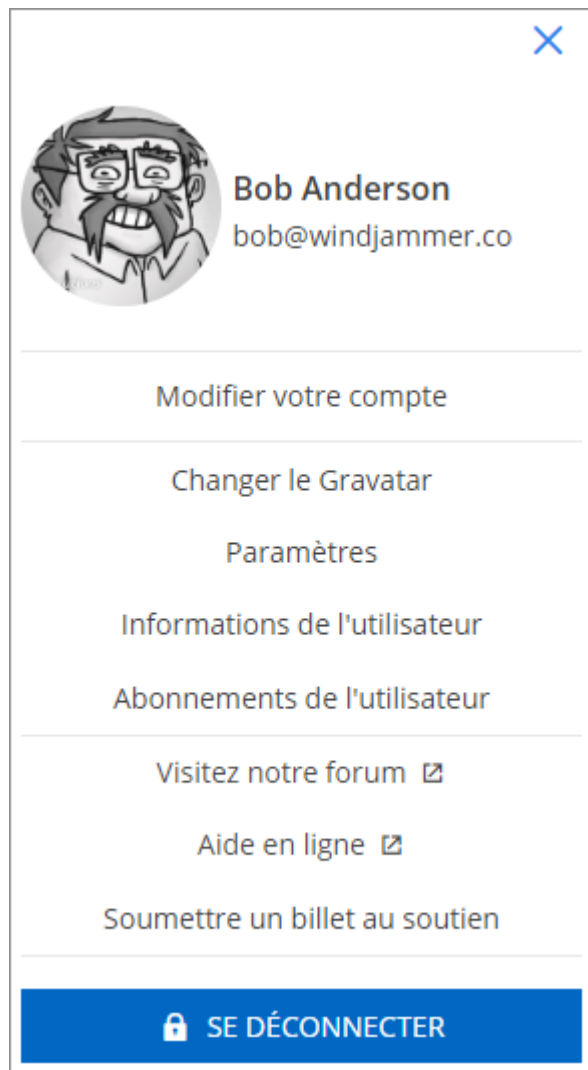 Bob Anderson
bob@windjammer.co
Modifier votre compte
Changer le Gravatar
Paramètres
Informations de l'utilisateur
Abonnements de l'utilisateur
Visitez notre forum
Aide en ligne
Soumettre un billet au soutien
SE DÉCONNECTER